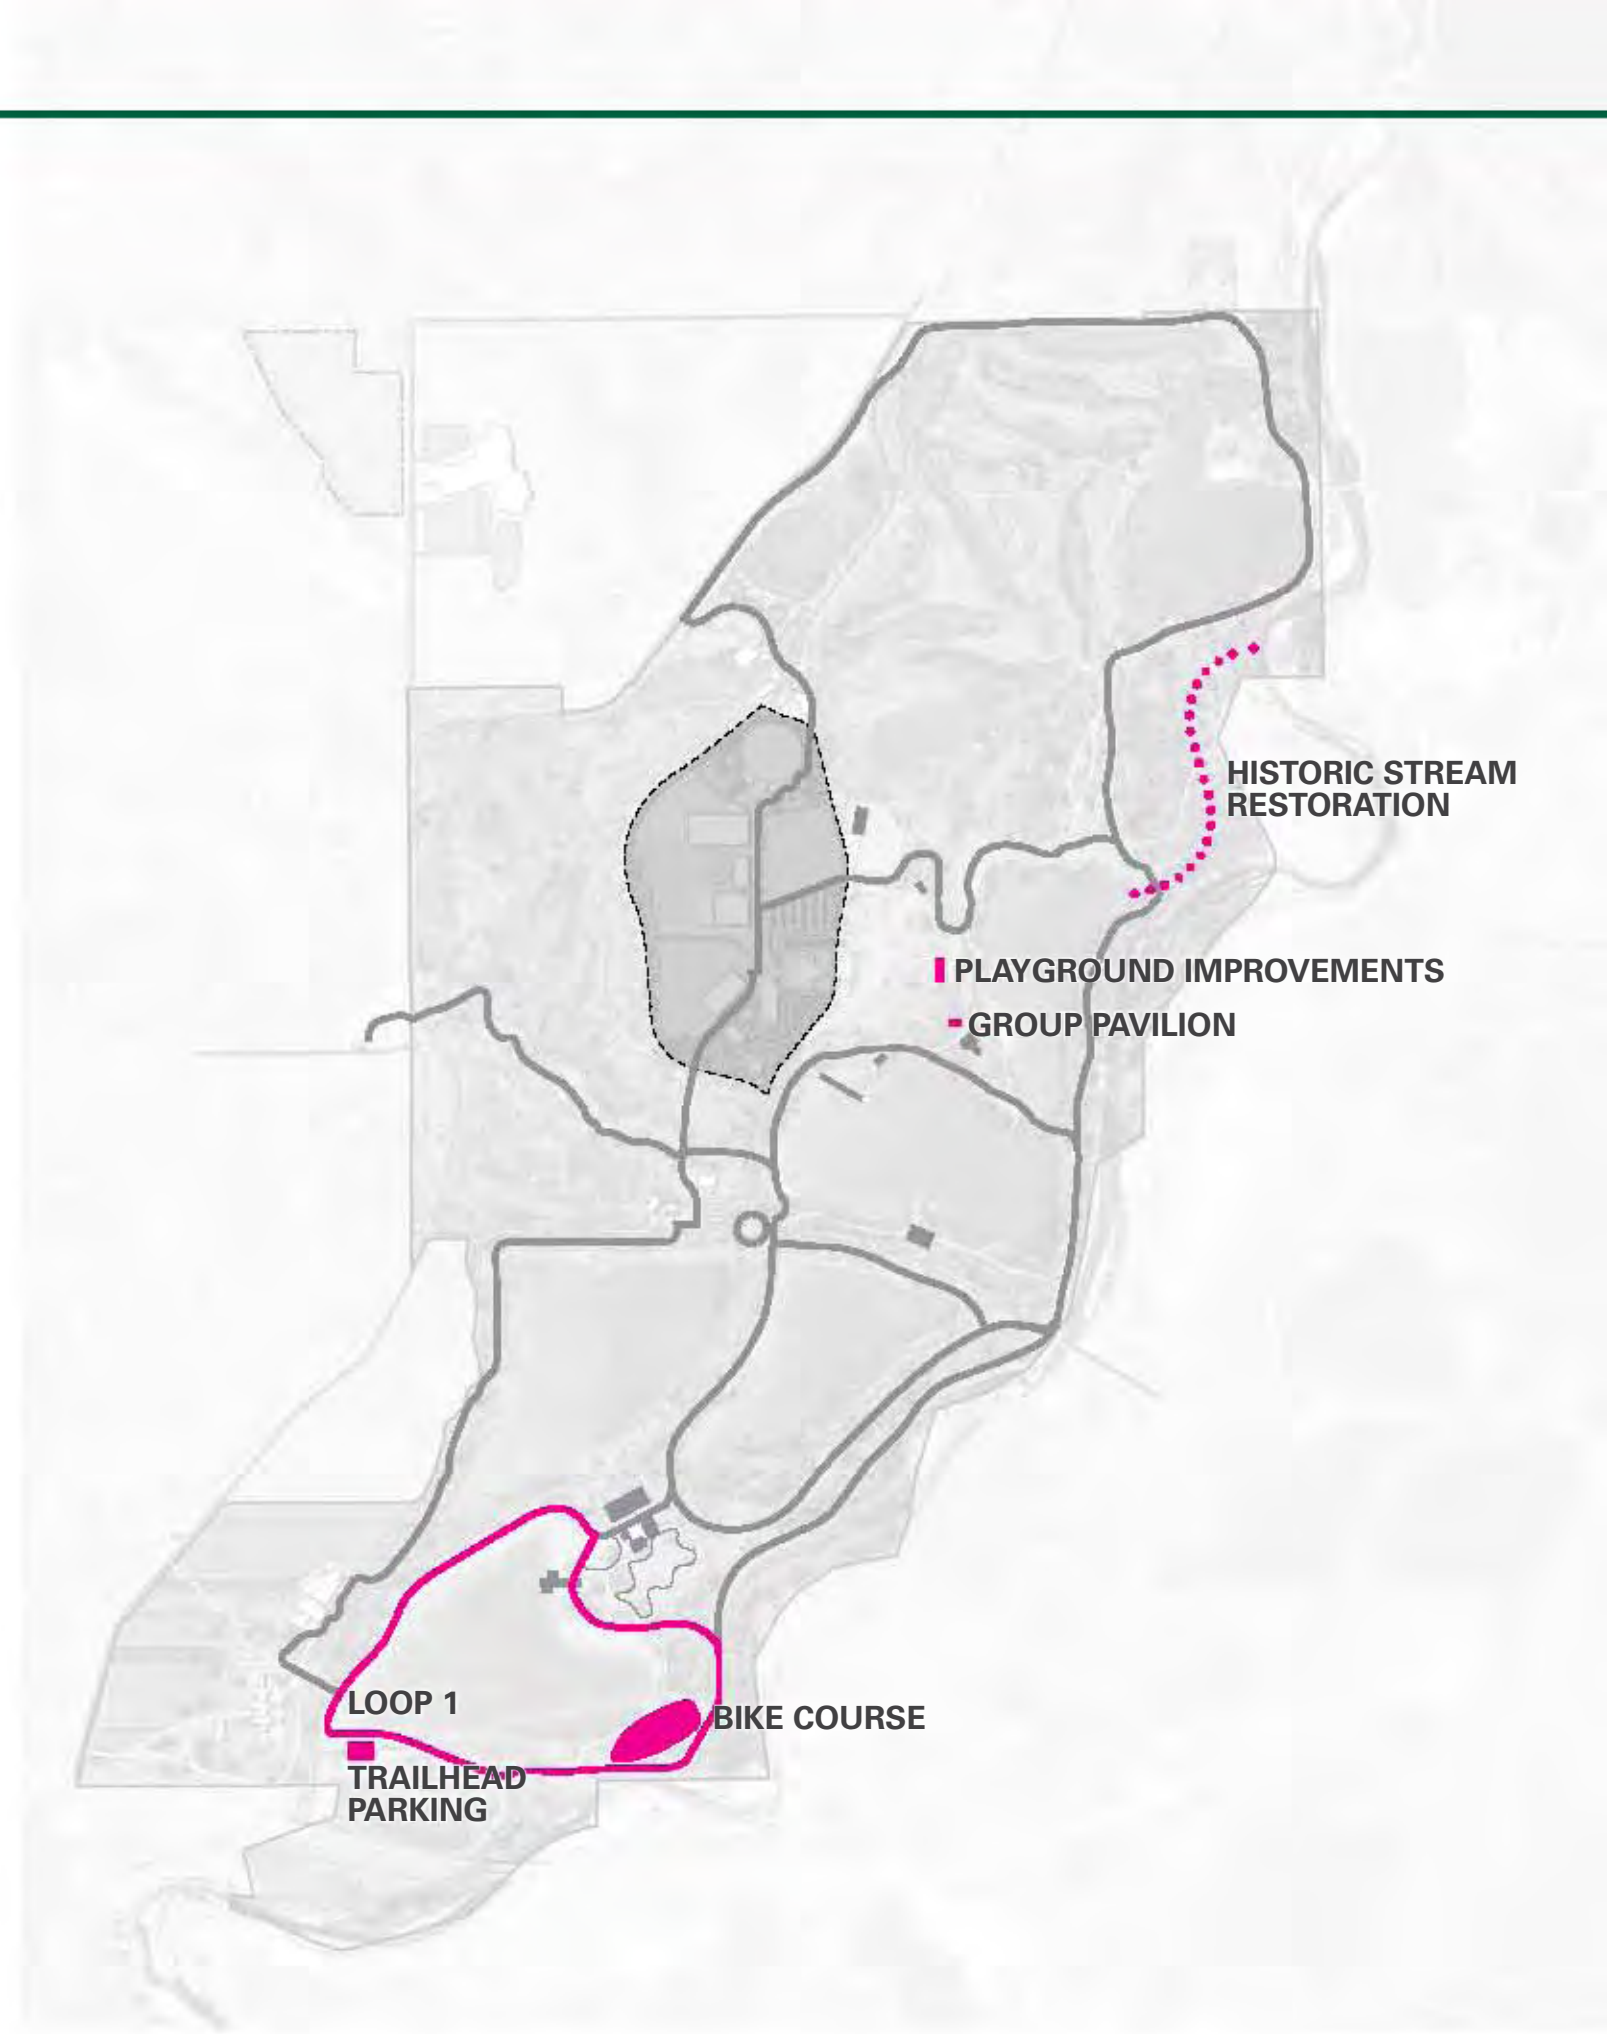 HISTORIC STREAM
RESTORATION
PLAYGROUND IMPROVEMENTS
GROUP PAVILION
LOOP 1
BIKE COURSE
TRAILHEAD
PARKING